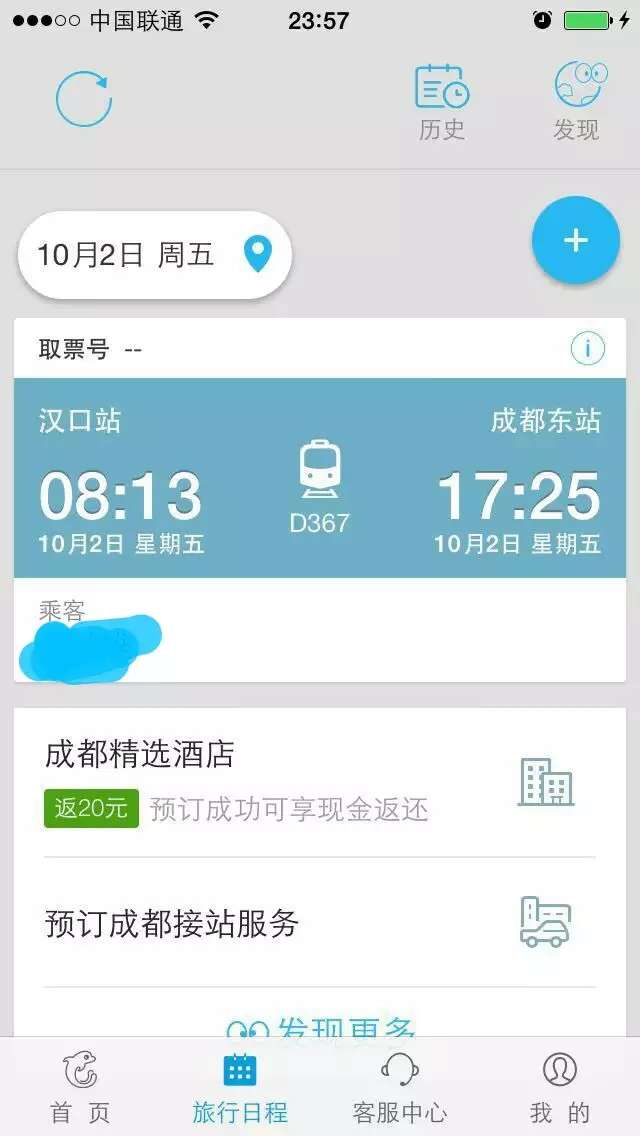 中国联通 23:57
历史 发现
10月2日 周五
取票号 --
汉口站 成都东站
08:13 17:25
D367
10月2日 星期五 10月2日 星期五
乘客
成都精选酒店
返20元 预订成功可享现金返还
预订成都接站服务
发现更多
首 页 旅行日程 客服中心 我 的